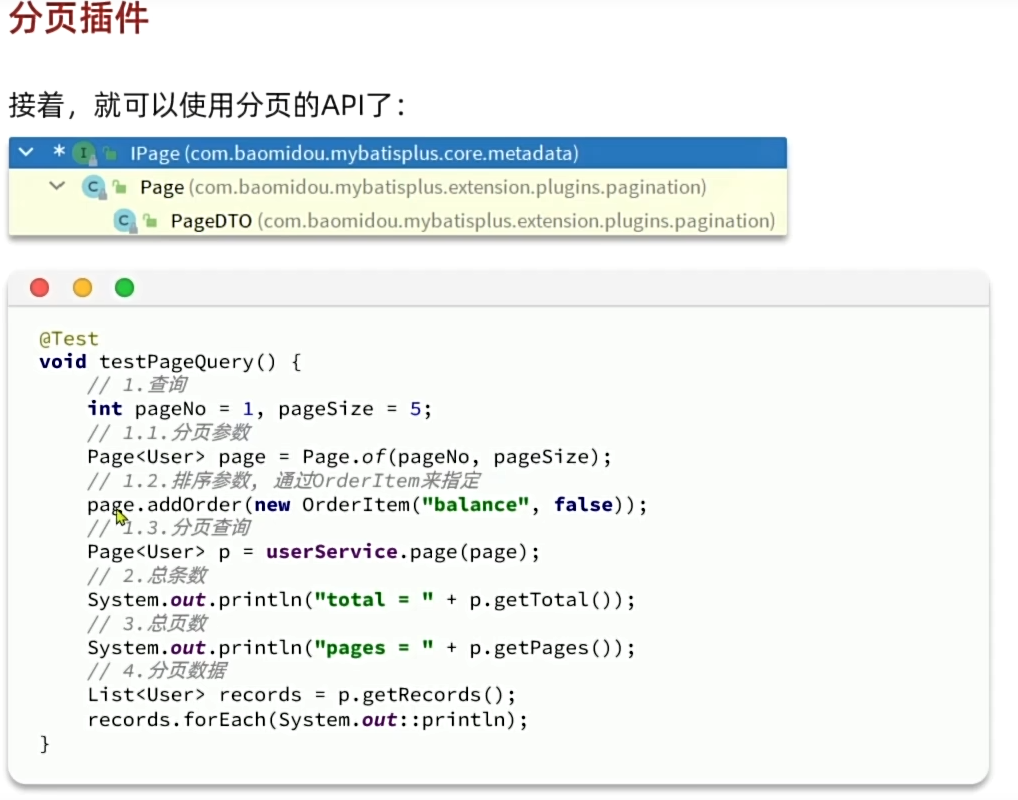 分页插件
接着，就可以使用分页的API了：
IPage (com.baomidou.mybatisplus.core.metadata)
Page (com.baomidou.mybatisplus.extension.plugins.pagination)
PageDTO (com.baomidou.mybatisplus.extension.plugins.pagination)
@Test
void testPageQuery() {
// 1.查询
int pageNo = 1, pageSize = 5;
// 1.1.分页参数
Page<User> page = Page.of(pageNo, pageSize);
// 1.2.排序参数, 通过OrderItem来指定
page.addOrder(new OrderItem("balance", false));
// 1.3.分页查询
Page<User> p = userService.page(page);
// 2.总条数
System.out.println("total = " + p.getTotal());
// 3.总页数
System.out.println("pages = " + p.getPages());
// 4.分页数据
List<User> records = p.getRecords();
records.forEach(System.out::println);
}